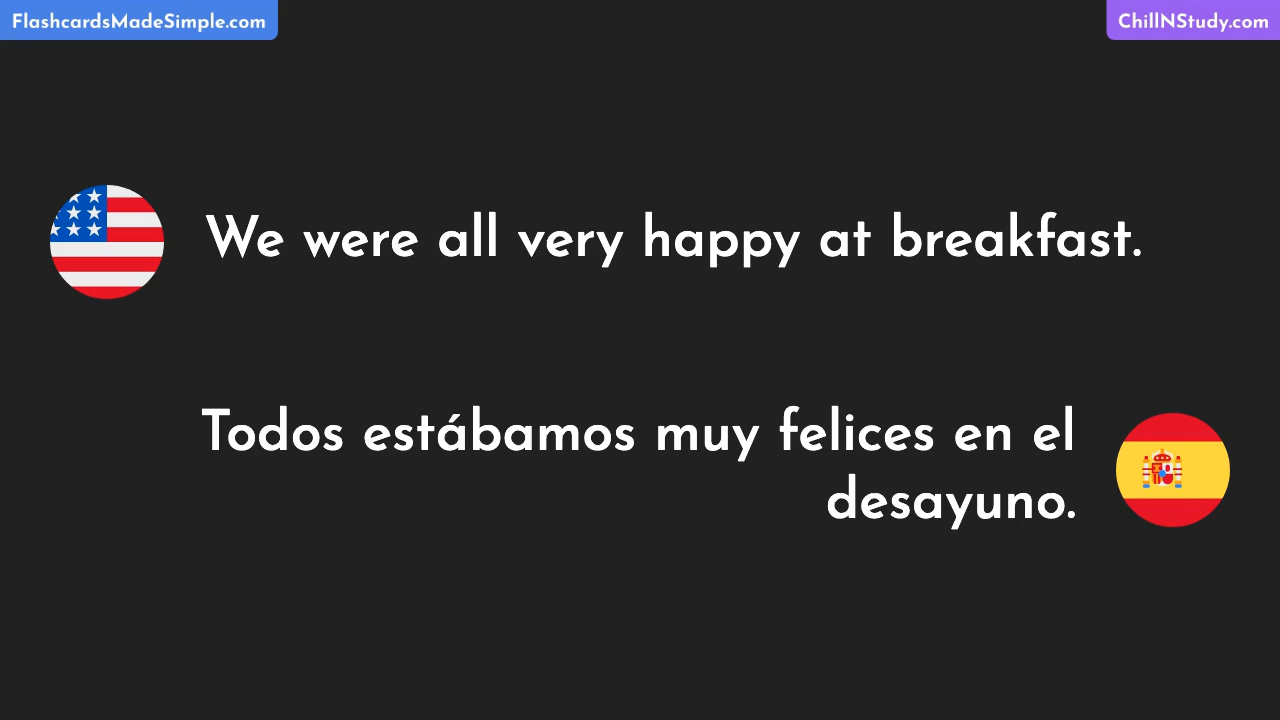 FlashcardsMadeSimple.com
ChillNStudy.com
We were all very happy at breakfast.
Todos estábamos muy felices en el
desayuno.